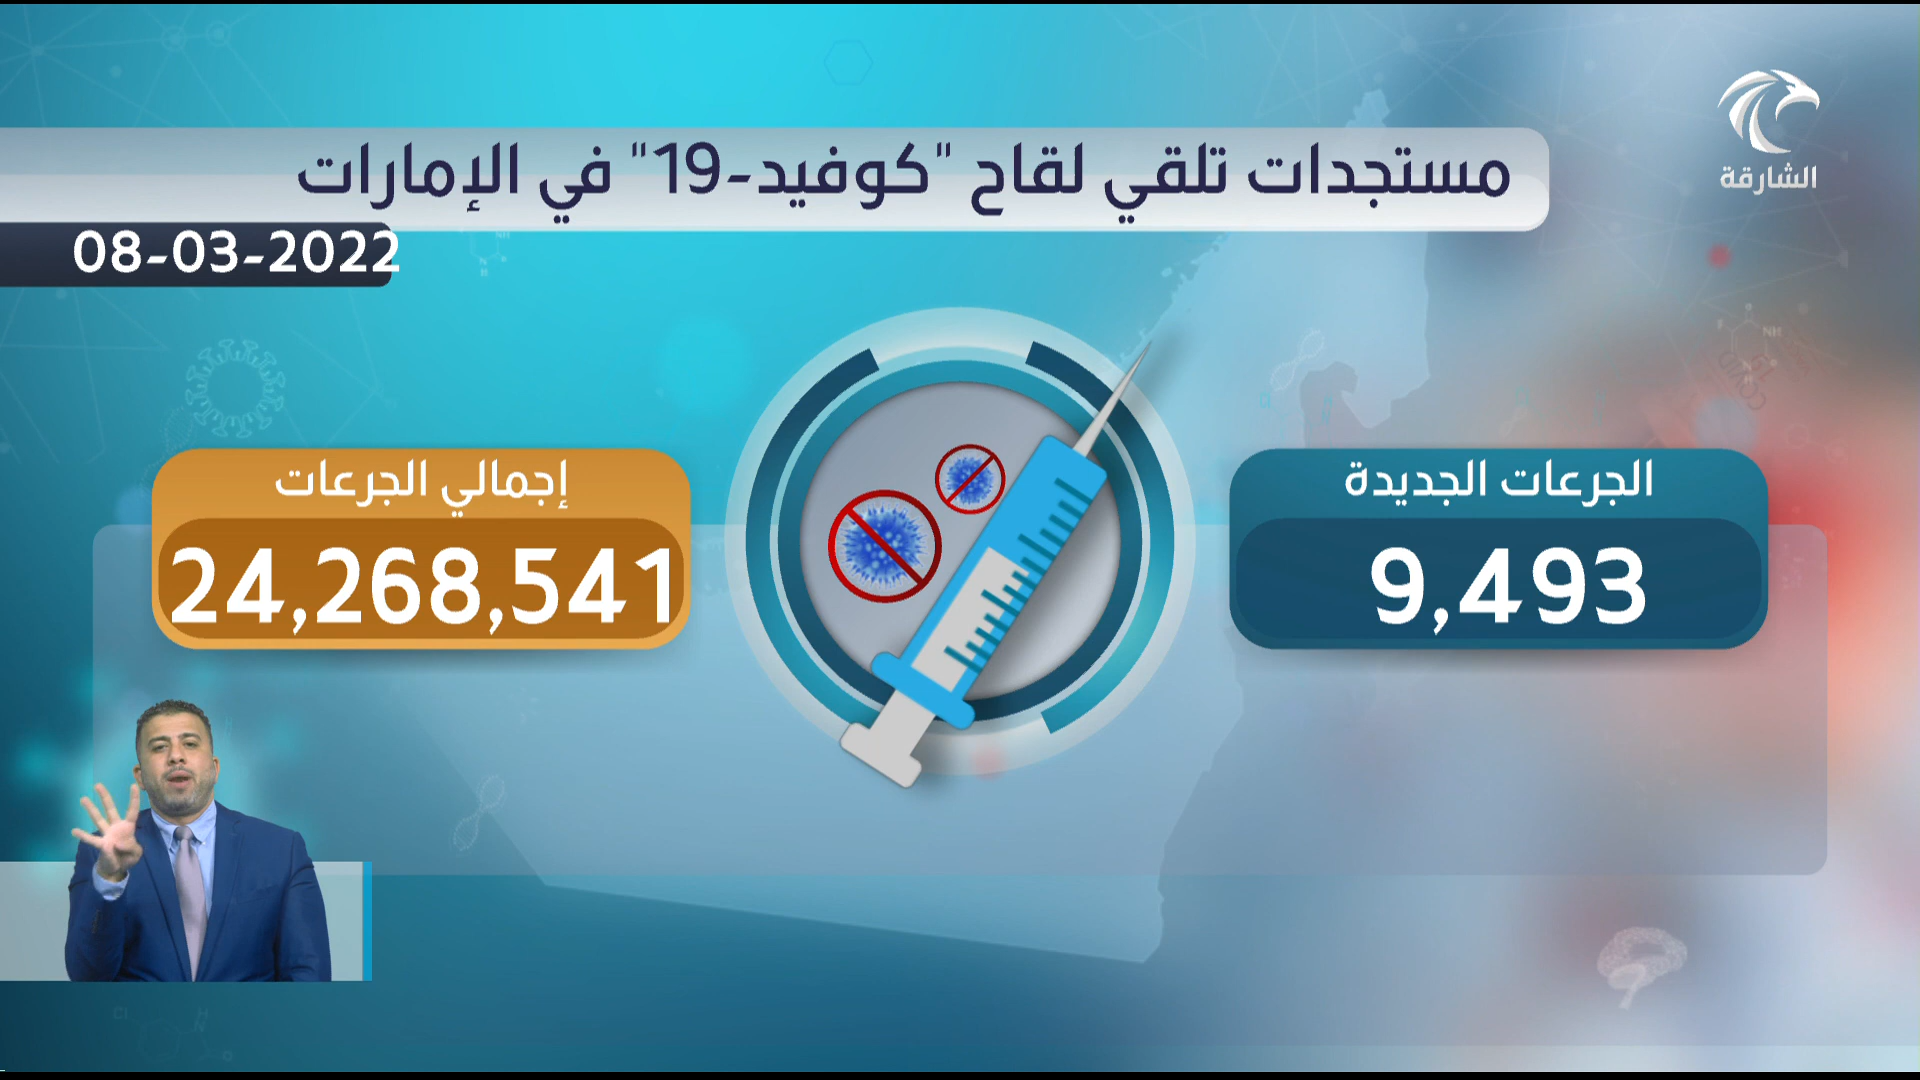 الشارقة
مستجدات تلقي لقاح "كوفيد-19" في الإمارات
08-03-2022
الجرعات الجديدة
9,493
إجمالي الجرعات
24,268,541